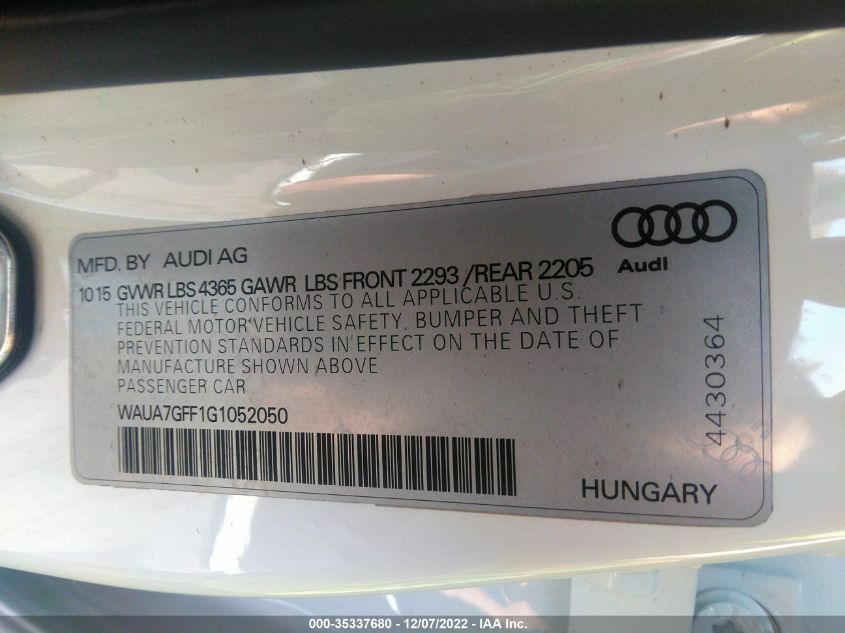 MFD. BY AUDI AG
Audi
10 15 GVWR LBS 4365 GAWR LBS FRONT 2293 /REAR 2205
THIS VEHICLE CONFORMS TO ALL APPLICABLE U.S.
FEDERAL MOTOR VEHICLE SAFETY, BUMPER AND THEFT
PREVENTION STANDARDS IN EFFECT ON THE DATE OF
MANUFACTURE SHOWN ABOVE
PASSENGER CAR
WAUA7GFF1G1052050
4430364
HUNGARY
000-35337680 - 12/07/2022 - IAA Inc.